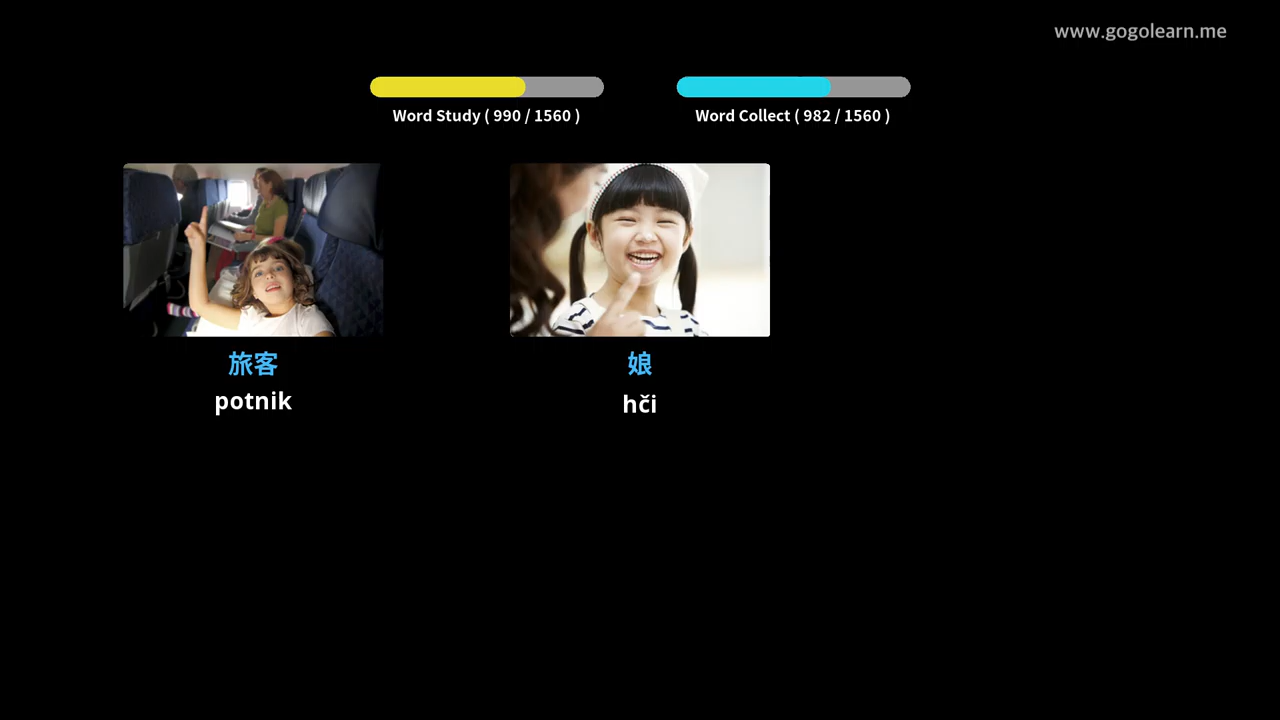 www.gogolearn.me
Word Study ( 990 / 1560 )
Word Collect ( 982 / 1560 )
旅客
potnik
娘
hči